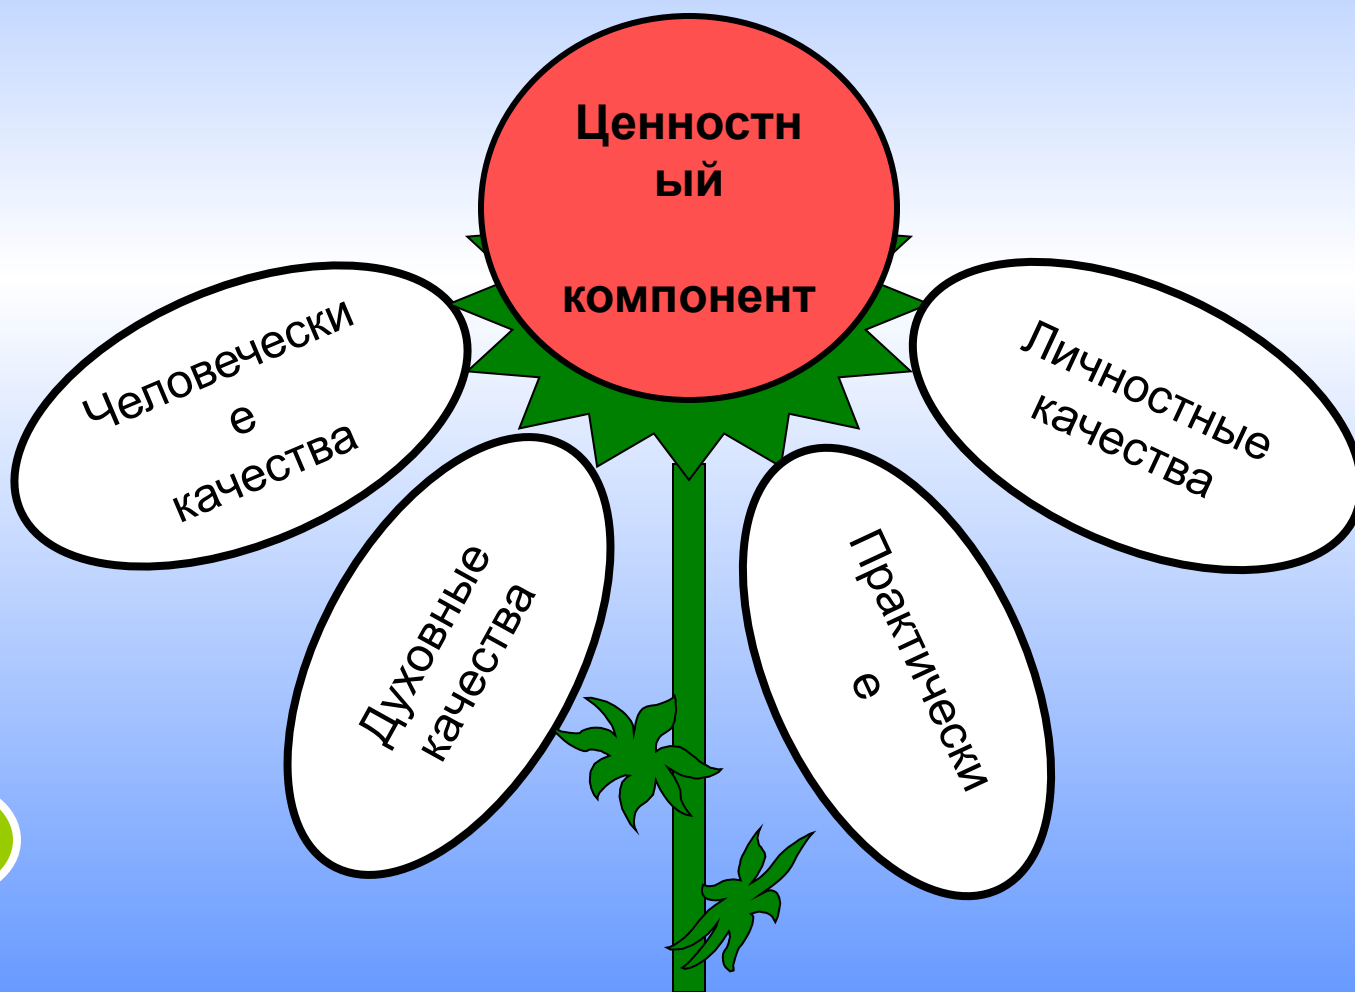 Ценностн
ый
компонент
Человечески
е
качества
Духовные
качества
Практически
е
Личностные
качества